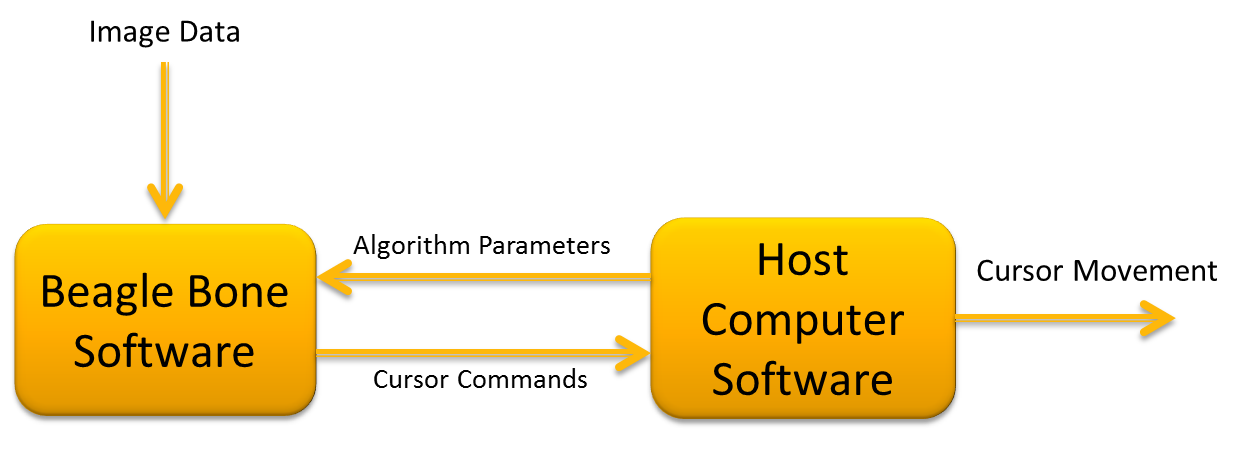 Image Data
Beagle Bone
Software
Algorithm Parameters
Cursor Commands
Host
Computer
Software
Cursor Movement